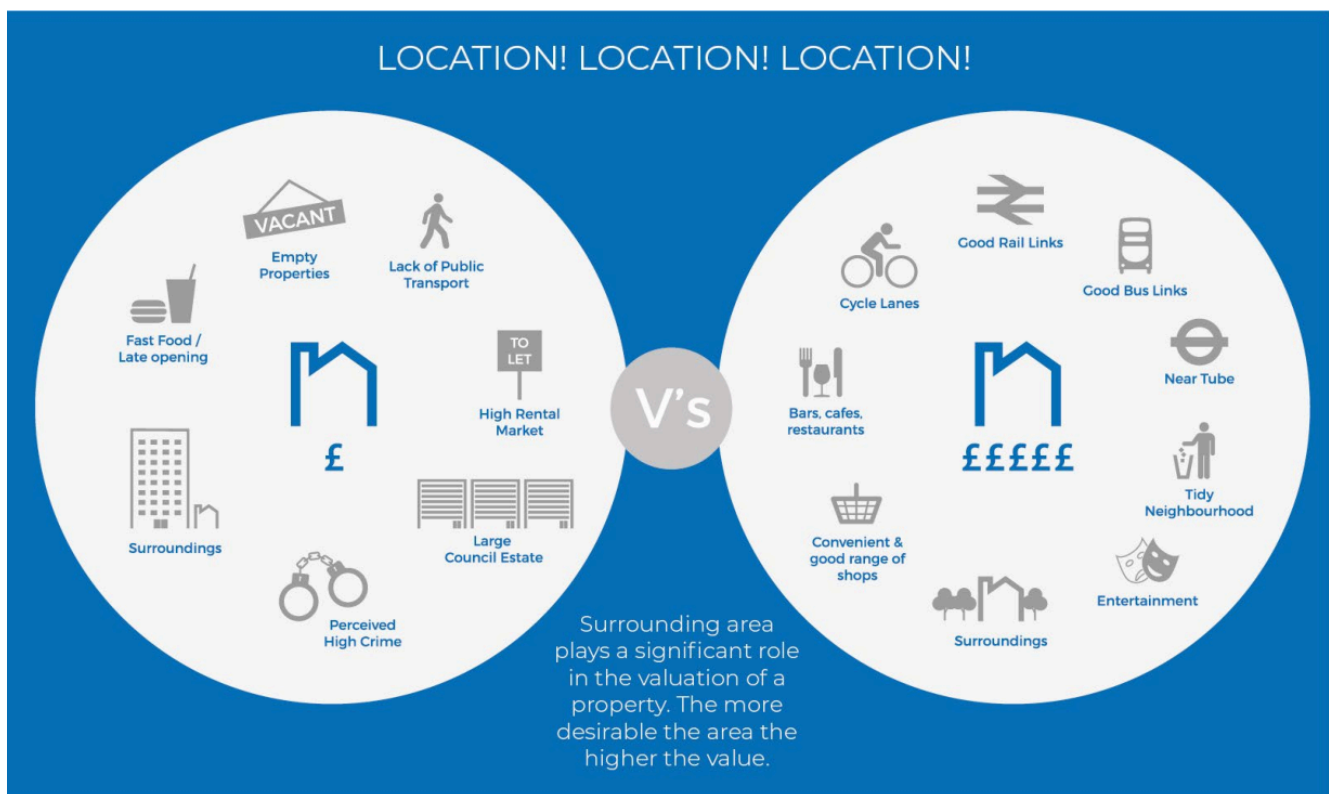 LOCATION! LOCATION! LOCATION!
VACANT
Empty
Properties
Lack of Public
Transport
Fast Food /
Late opening
TO
LET
High Rental
Market
£
Surroundings
Large
Council Estate
Perceived
High Crime
V's
Good Rail Links
Good Bus Links
Cycle Lanes
Near Tube
Bars, cafes,
restaurants
£££££
Tidy
Neighbourhood
Convenient &
good range of
shops
Entertainment
Surroundings
Surrounding area
plays a significant role
in the valuation of a
property. The more
desirable the area the
higher the value.